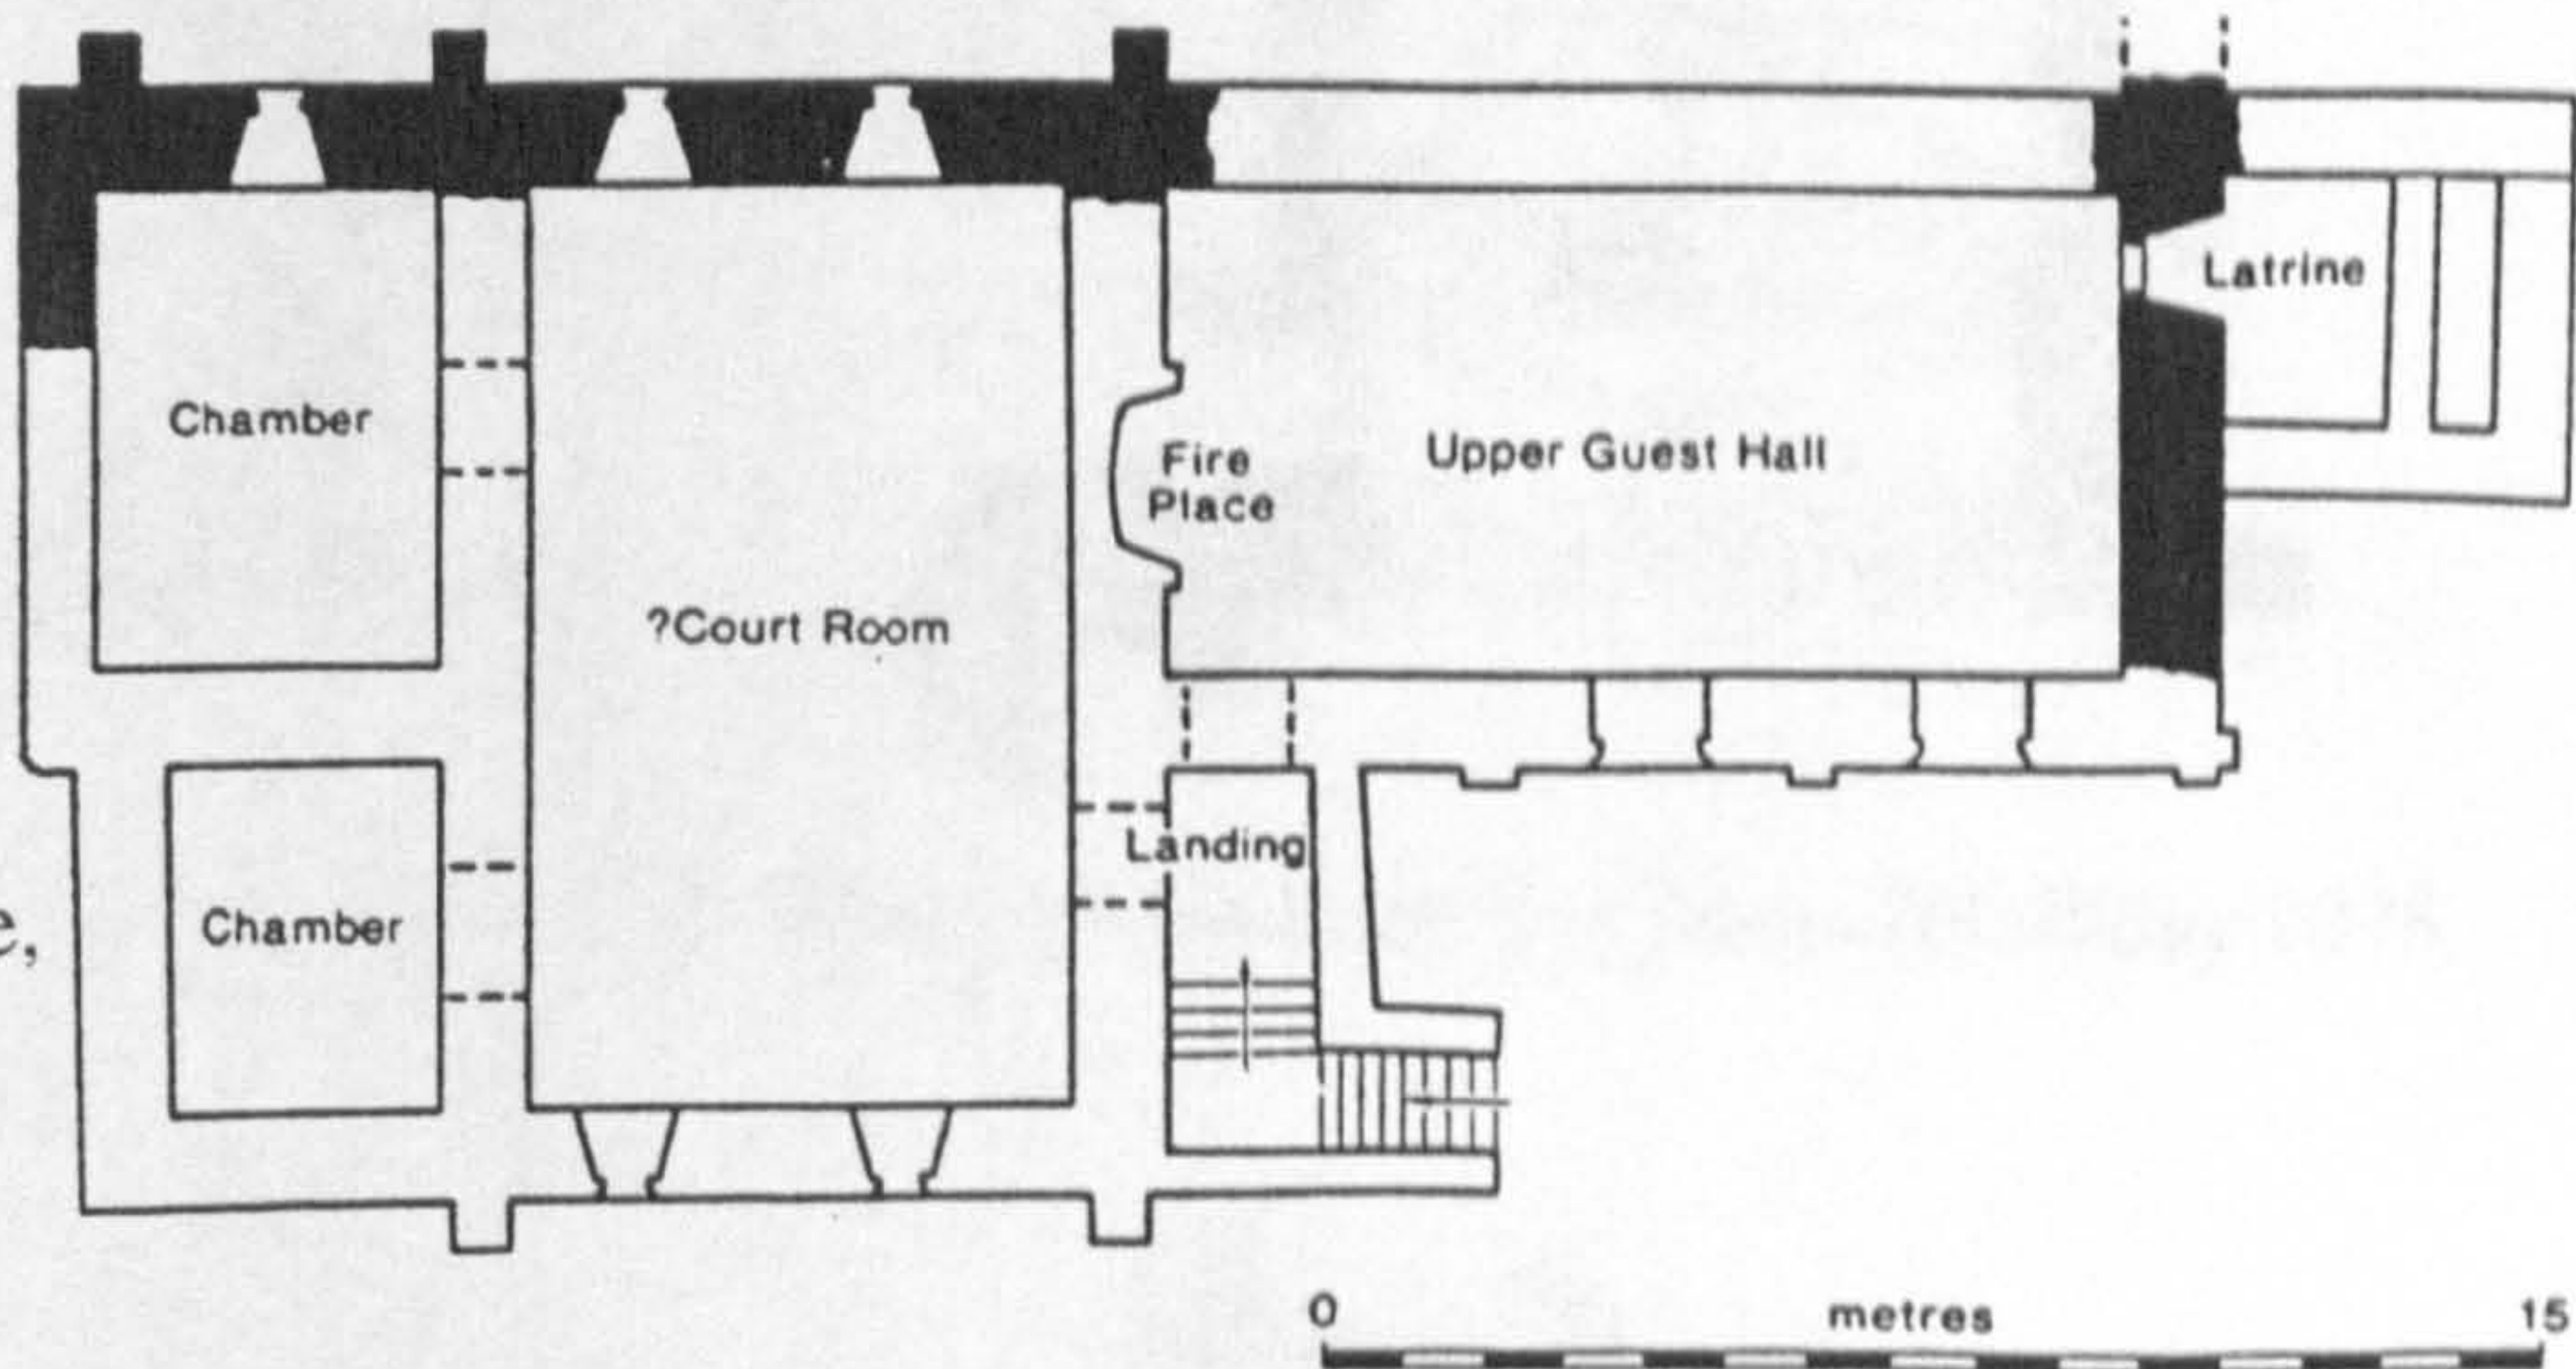 Latrine
Chamber
Fire
Place
Upper Guest Hall
?Court Room
Landing
Chamber
e,
0 metres 15